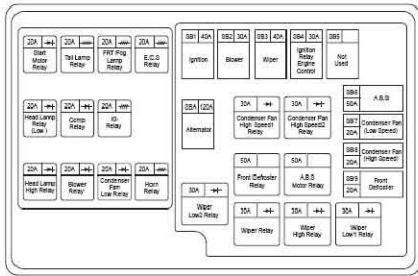 20A 20A 20A 20A
Start Motor Relay
Tail Lamp Relay
FRT Fog Lamp Relay
E.C.S Relay
20A 20A 20A
Head Lamp Relay (Low )
Comp Relay
IG- Relay
20A 20A 20A 20A
Head Lamp High Relay
Blower Relay
Condenser Fan Low Relay
Horn Relay
SB1 40A
Ignition
SB2 30A
Blower
SB3 40A
Wiper
SB4 30A
Ignition Relay Engine Control
SB5
Not Used
SBA 120A
Alternator
30A
Condenser Fan High Speed1 Relay
30A
Condenser Fan High Speed2 Relay
SB6 50A
A.B.S
SB7 20A
Condenser Fan (Low Speed)
SB8 20A
Condenser Fan (High Speed)
SB9 20A
Front Defroster
50A
Front Defroster Relay
50A
A.B.S Motor Relay
30A
Wiper Low2 Relay
Wiper Relay
Wiper High Relay
Wiper Low1 Relay